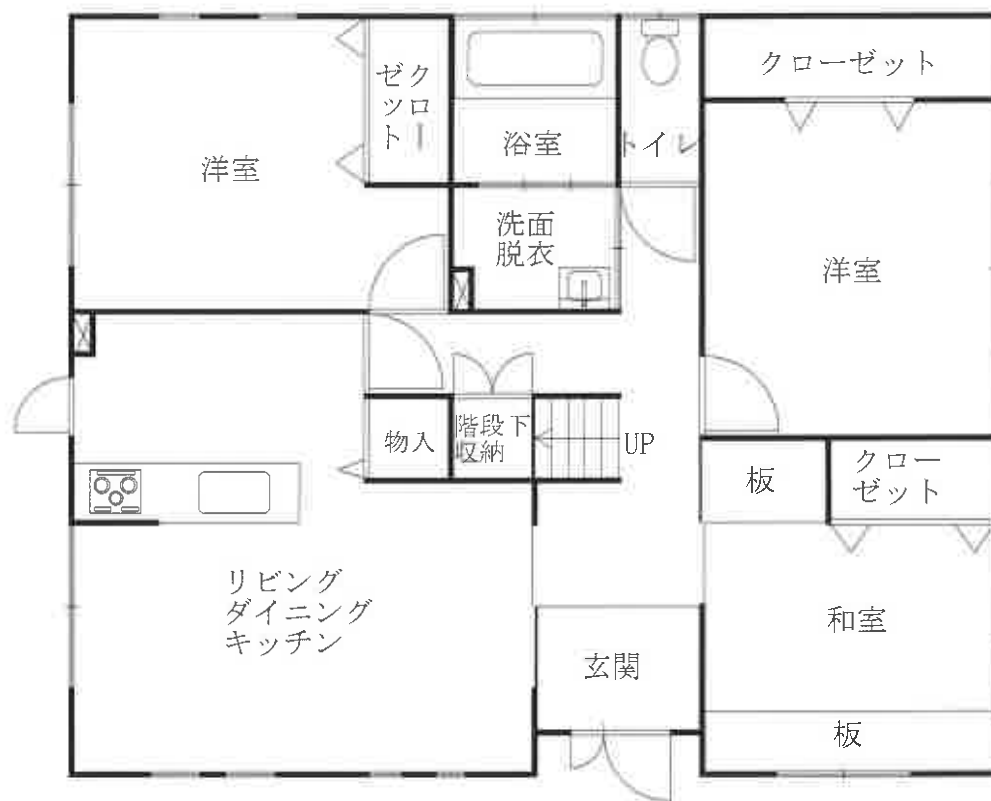 クロー
ゼット
クローゼット
浴室
トイレ
洋室
洗面
脱衣
洋室
物入
階段下
収納
UP
板
クロー
ゼット
リビング
ダイニング
キッチン
和室
玄関
板